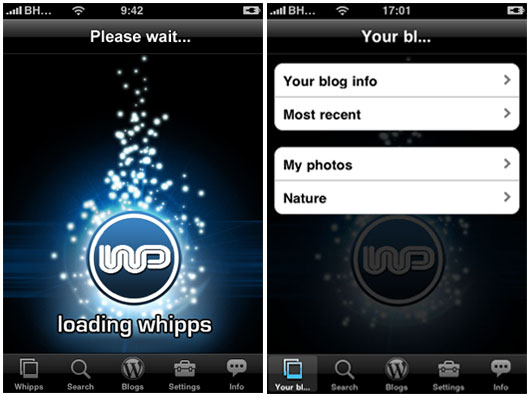 BH... 9:42
Please wait...
WP
loading whipps
Whipps Search Blogs Settings Info
BH... 17:01
Your bl...
Your blog info
Most recent
My photos
Nature
WP
Your bl... Search Blogs Settings Info